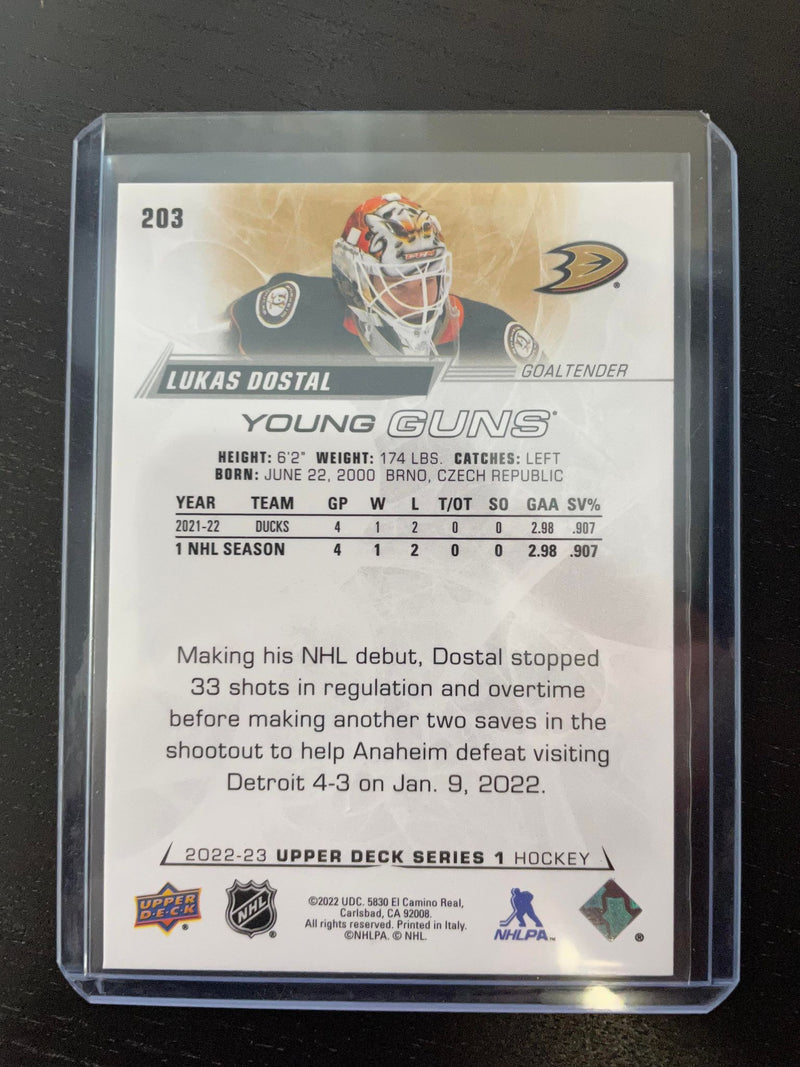 203
LUKAS DOSTAL
GOALTENDER
YOUNG GUNS®
HEIGHT: 6'2" WEIGHT: 174 LBS. CATCHES: LEFT
BORN: JUNE 22, 2000 BRNO, CZECH REPUBLIC
YEAR TEAM GP W L T/OT SO GAA SV%
2021-22 DUCKS 4 1 2 0 0 2.98 .907
1 NHL SEASON 4 1 2 0 0 2.98 .907
Making his NHL debut, Dostal stopped
33 shots in regulation and overtime
before making another two saves in the
shootout to help Anaheim defeat visiting
Detroit 4-3 on Jan. 9, 2022.
2022-23 UPPER DECK SERIES 1 HOCKEY
UPPER
D·E·C·K ®
NHL ®
©2022 UDC. 5830 El Camino Real,
Carlsbad, CA 92008.
All rights reserved. Printed in Italy.
©NHLPA. © NHL.
NHLPA™
®